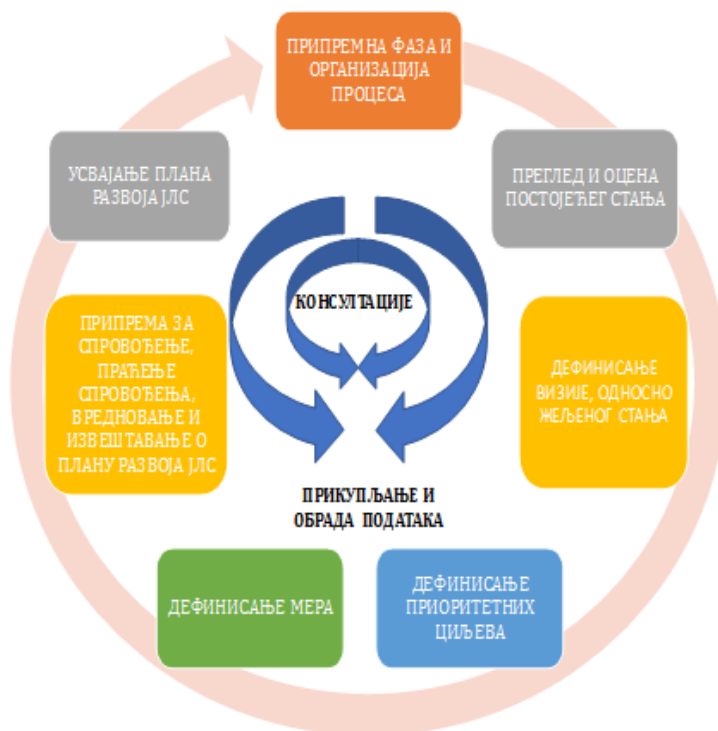 ПРИПРЕМНА ФАЗА И
ОРГАНИЗАЦИЈА
ПРОЦЕСА
ПРЕГЛЕД И ОЦЕНА
ПОСТОЈЕЋЕГ СТАЊА
ДЕФИНИСАЊЕ
ВИЗИЈЕ, ОДНОСНО
ЖЕЉЕНОГ СТАЊА
ДЕФИНИСАЊЕ
ПРИОРИТЕТНИХ
ЦИЉЕВА
ДЕФИНИСАЊЕ МЕРА
ПРИПРЕМА ЗА
СПРОВОЂЕЊЕ,
ПРАЋЕЊЕ
СПРОВОЂЕЊА,
ВРЕДНОВАЊЕ И
ИЗВЕШТАВАЊЕ О
ПЛАНУ РАЗВОЈА ЈЛС
УСВАЈАЊЕ ПЛАНА
РАЗВОЈА ЈЛС
КОНСУЛТАЦИЈЕ
ПРИКУПЉАЊЕ И
ОБРАДА ПОДАТАКА